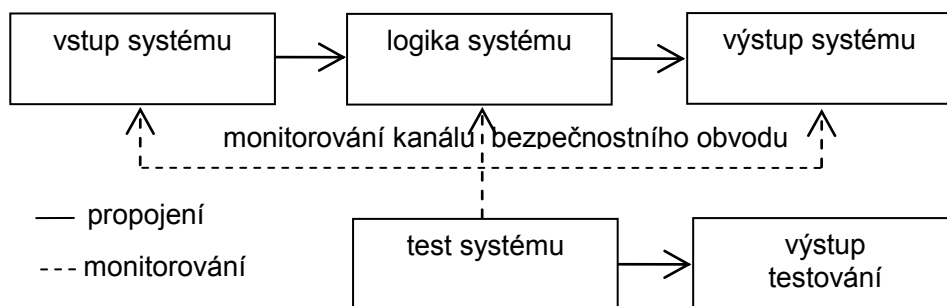 vstup systému
logika systému
výstup systému
monitorování kanálu bezpečnostního obvodu
propojení
monitorování
test systému
výstup
testování